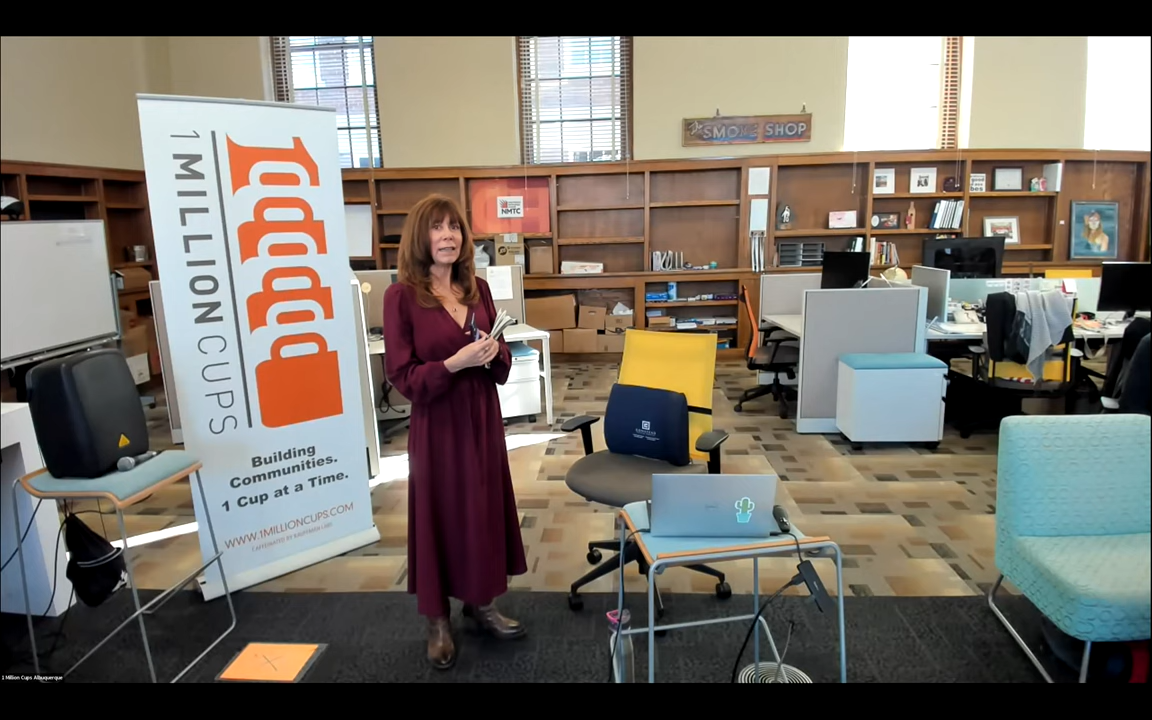 1 MILLION CUPS
Building
Communities.
1 Cup at a Time.
WWW.1MILLIONCUPS.COM
The SMOKE SHOP
NMTC
1 Million Cups Albuquerque